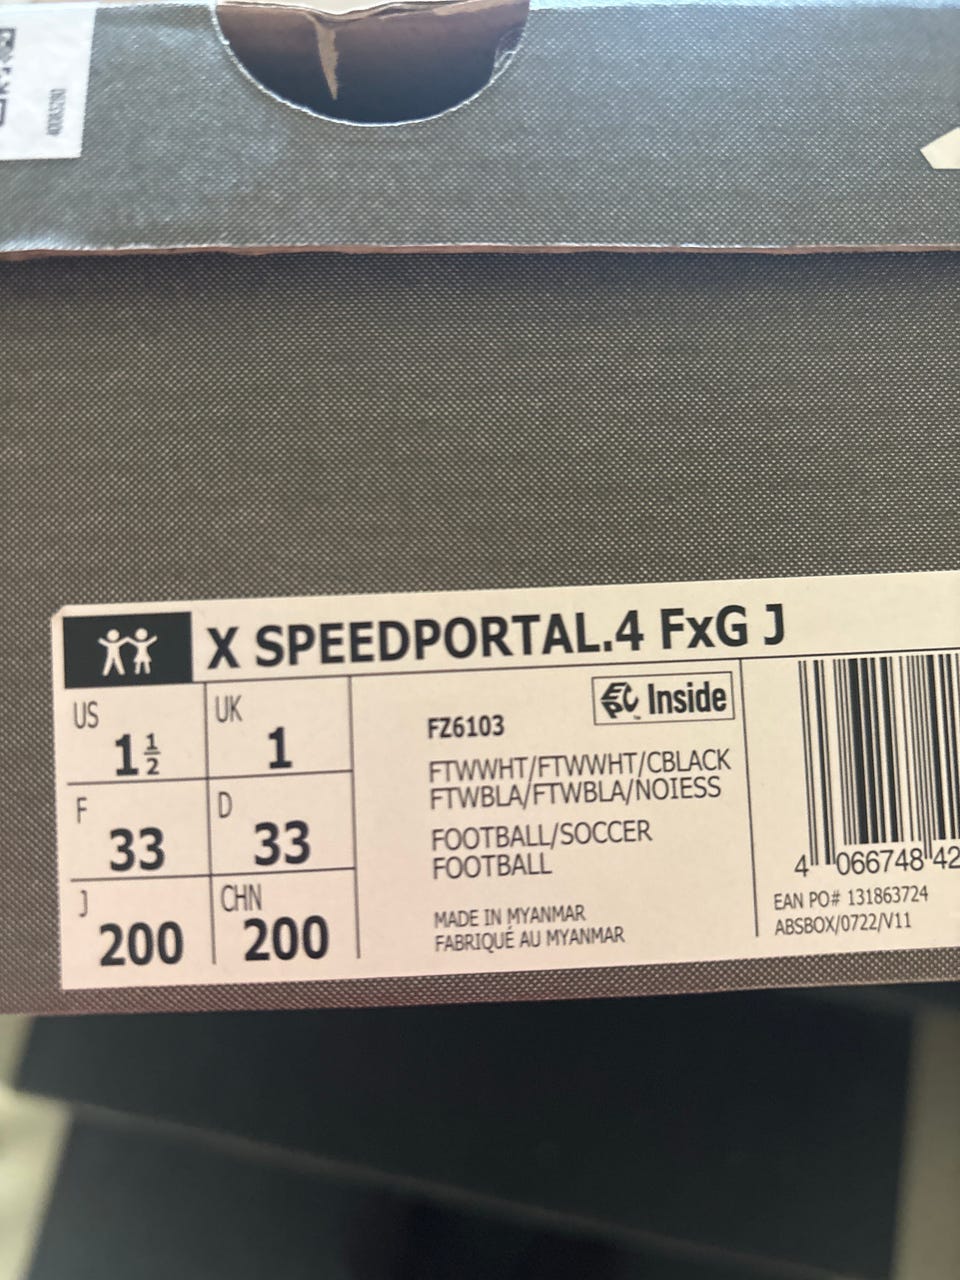 X SPEEDPORTAL.4 FxG J
US
1½
UK
1
F
33
D
33
J
200
CHN
200
Inside
FZ6103
FTWWHT/FTWWHT/CBLACK
FTWBLA/FTWBLA/NOIESS
FOOTBALL/SOCCER
FOOTBALL
MADE IN MYANMAR
FABRIQUÉ AU MYANMAR
4 066748 42
EAN PO# 131863724
ABSBOX/0722/V11